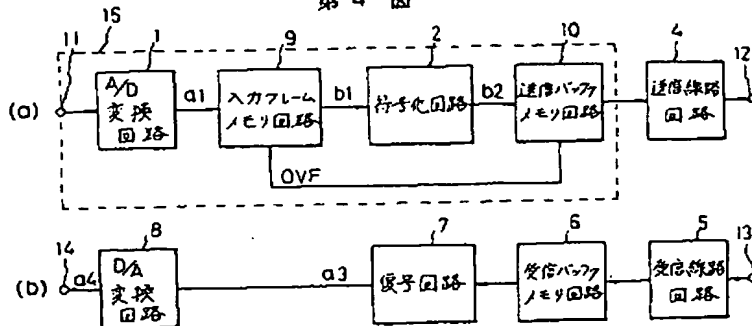 第 4 図
15
11
1
9
2
10
4
12
(a)
A/D
変換
回路
a1
入力フレーム
メモリ回路
b1
符号化回路
b2
送信バッファ
メモリ回路
送信線路
回路
OVF
14
8
7
6
5
13
(b)
a4
D/A
変換
回路
a3
復号回路
受信バッファ
メモリ回路
受信線路
回路